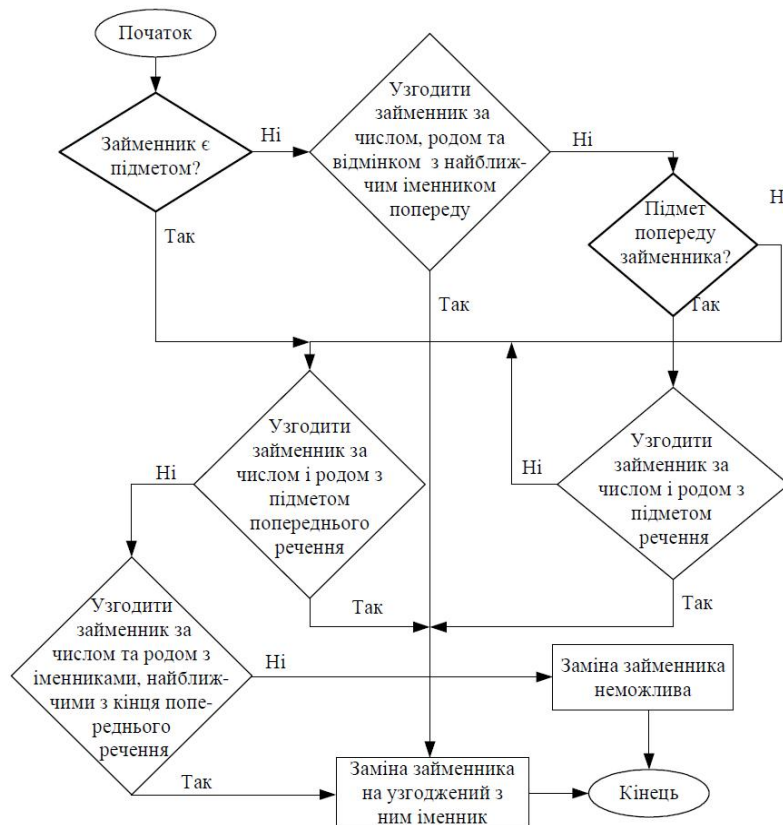 Початок
Займенник є
підметом?
Ні
Так
Узгодити
займенник за
числом, родом та
відмінком з найближ-
чим іменником
попереду
Ні
Так
Підмет
попереду
займенника?
Н
Так
Узгодити
займенник за
числом і родом з
підметом
попереднього
речення
Ні
Так
Узгодити
займенник за
числом і родом з
підметом
речення
Ні
Так
Узгодити
займенник за
числом та родом з
іменниками, найближ-
чими з кінця попе-
реднього
речення
Ні
Так
Заміна займенника
неможлива
Заміна займенника
на узгоджений з
ним іменник
Кінець